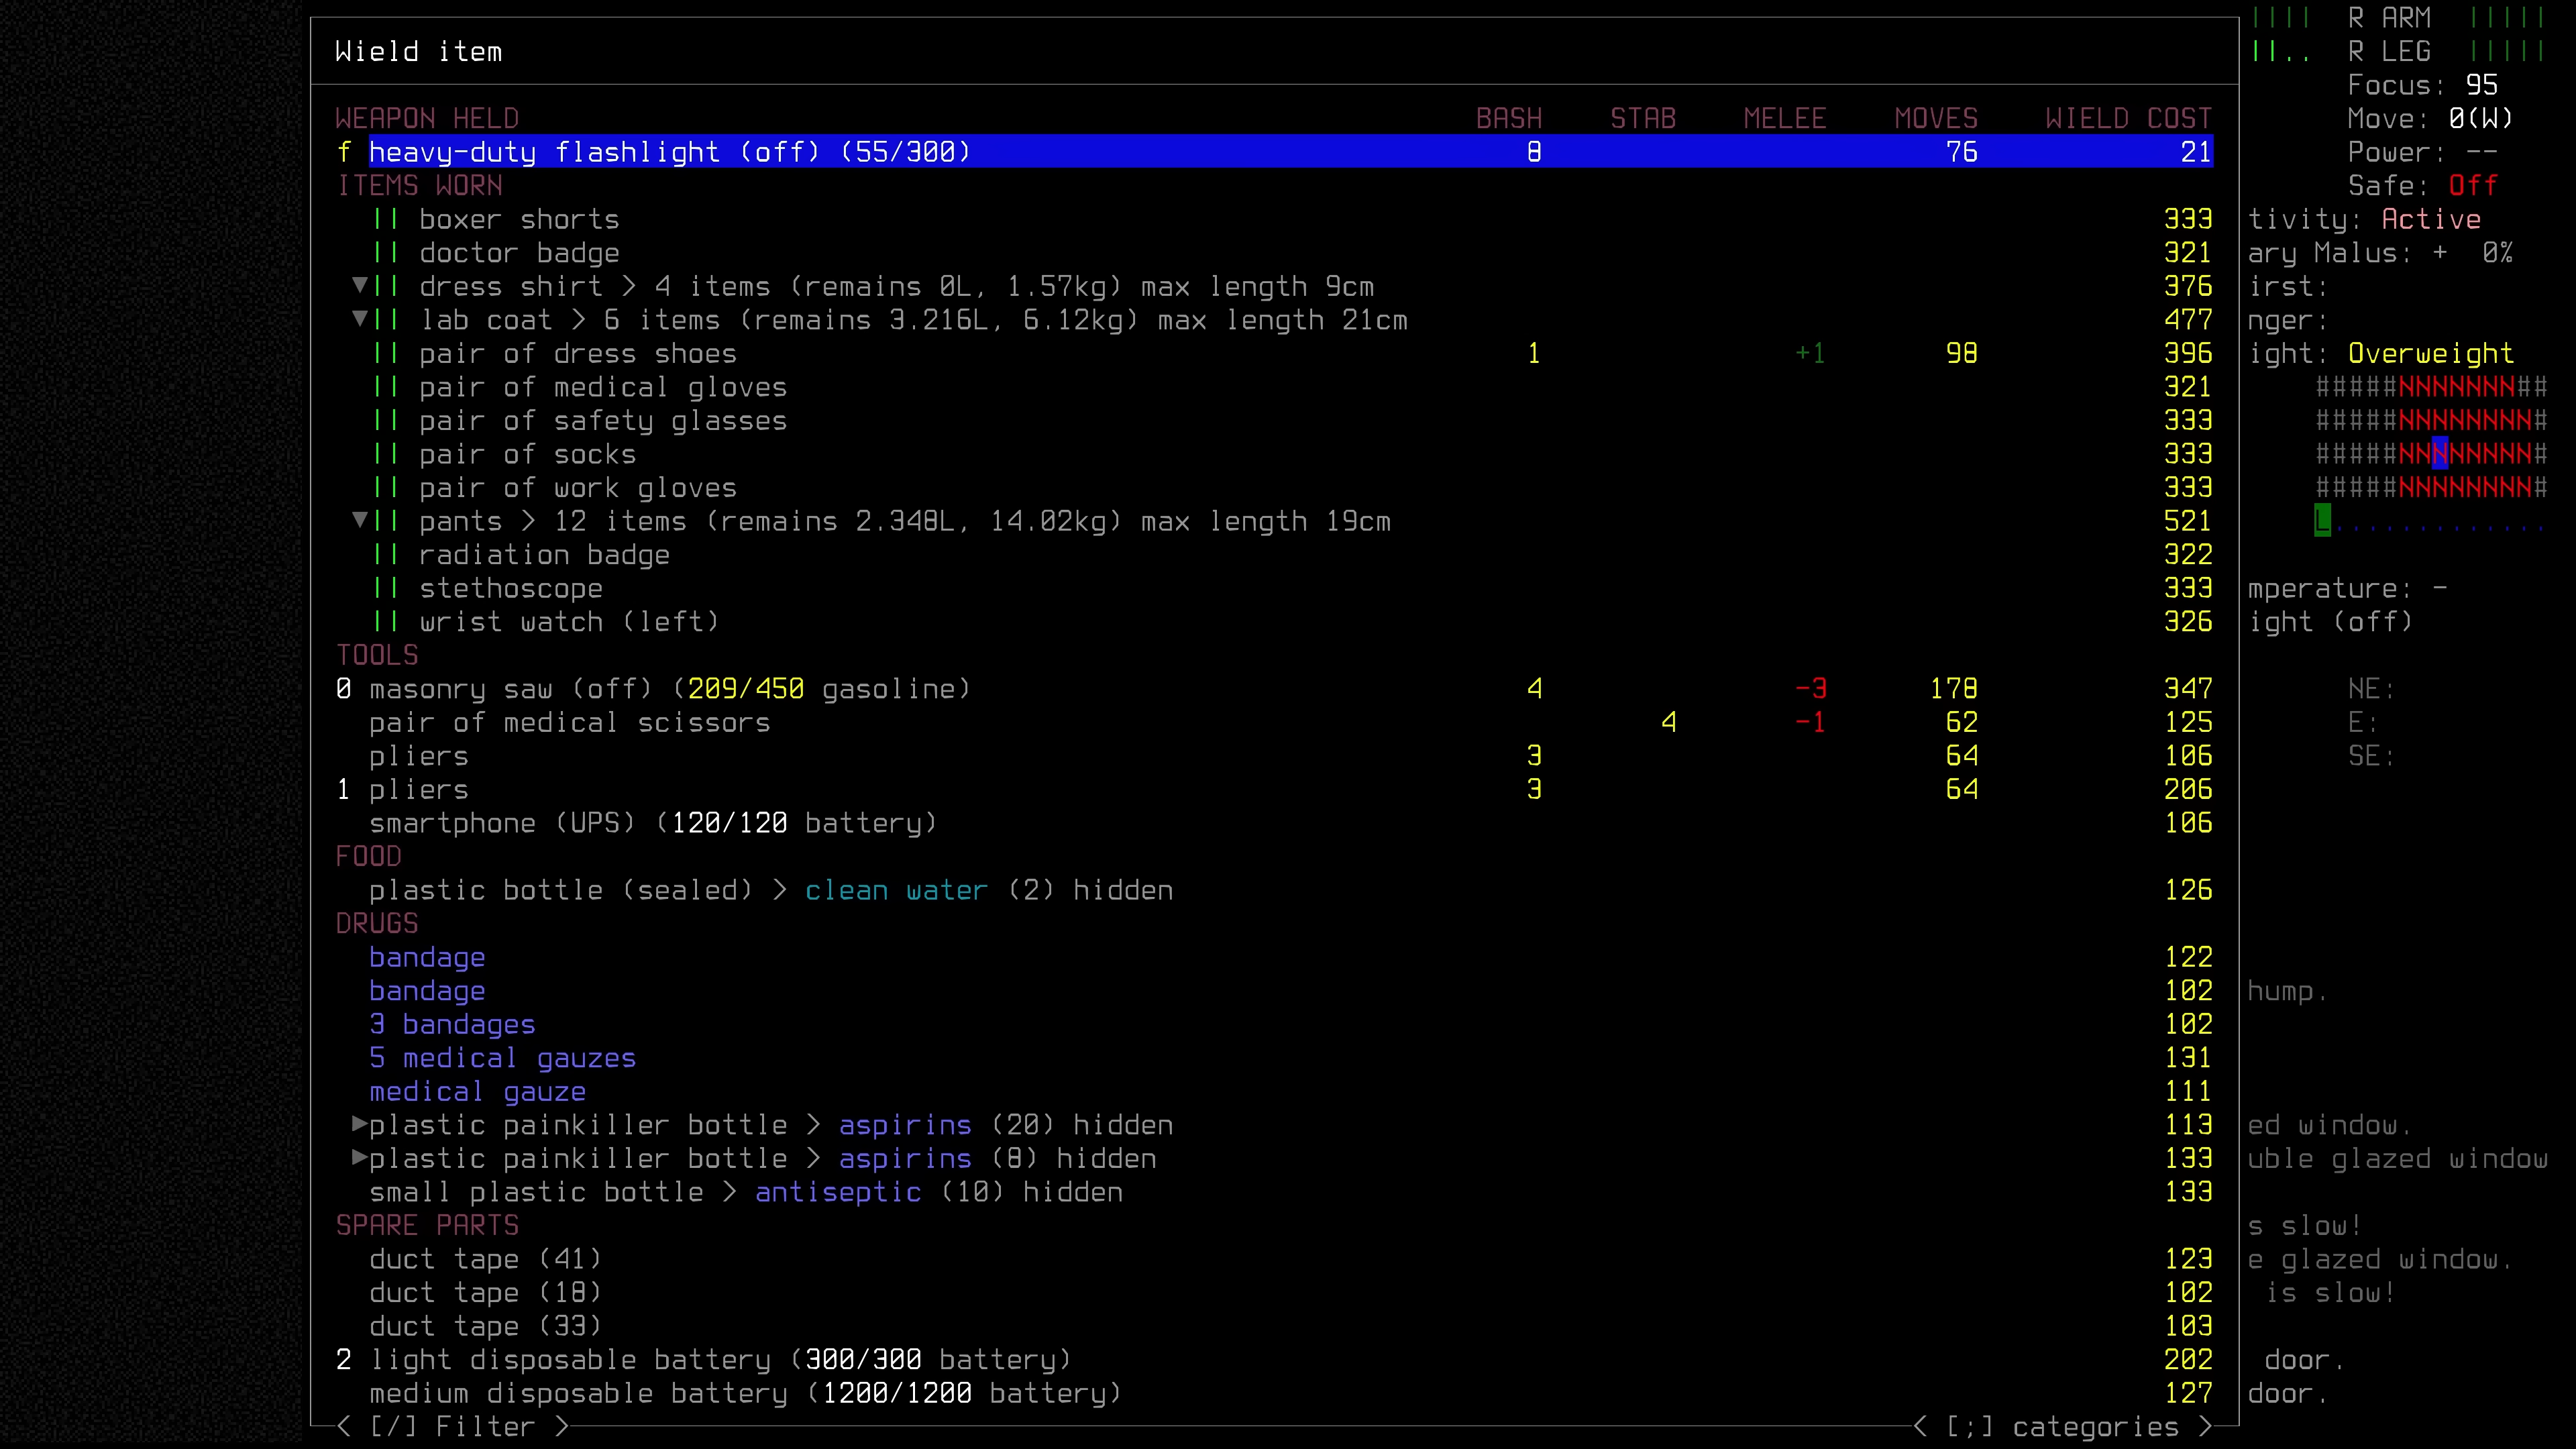 Wield item
WEAPON HELD BASH STAB MELEE MOVES WIELD COST
f heavy-duty flashlight (off) (55/300) 8 76 21
ITEMS WORN
|| boxer shorts 333
|| doctor badge 321
▼|| dress shirt > 4 items (remains 0L, 1.57kg) max length 9cm 376
▼|| lab coat > 6 items (remains 3.216L, 6.12kg) max length 21cm 477
|| pair of dress shoes 1 +1 98 396
|| pair of medical gloves 321
|| pair of safety glasses 333
|| pair of socks 333
|| pair of work gloves 333
▼|| pants > 12 items (remains 2.348L, 14.02kg) max length 19cm 521
|| radiation badge 322
|| stethoscope 333
|| wrist watch (left) 326
TOOLS
0 masonry saw (off) (209/450 gasoline) 4 -3 178 347
pair of medical scissors 4 -1 62 125
pliers 3 64 106
1 pliers 3 64 206
smartphone (UPS) (120/120 battery) 106
FOOD
plastic bottle (sealed) > clean water (2) hidden 126
DRUGS
bandage 122
bandage 102
3 bandages 102
5 medical gauzes 131
medical gauze 111
▶plastic painkiller bottle > aspirins (20) hidden 113
▶plastic painkiller bottle > aspirins (8) hidden 133
small plastic bottle > antiseptic (10) hidden 133
SPARE PARTS
duct tape (41) 123
duct tape (18) 102
duct tape (33) 103
2 light disposable battery (300/300 battery) 202
medium disposable battery (1200/1200 battery) 127
< [/] Filter > < [;] categories >
|||| R ARM |||||
||.. R LEG |||||
Focus: 95
Move: 0(W)
Power: --
Safe: Off
tivity: Active
ary Malus: + 0%
irst:
nger:
ight: Overweight
#####NNNNNNN##
#####NNNNNNNN#
#####NNNNNNNN#
#####NNNNNNNN#
L.............
mperature: -
ight (off)
NE:
E:
SE:
hump.
ed window.
uble glazed window
s slow!
e glazed window.
is slow!
door.
door.